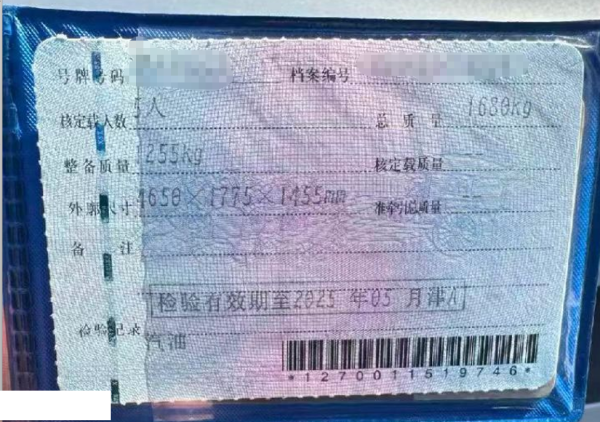 号牌号码 档案编号
核定载人数 5人 总质量 1680kg
整备质量 255kg 核定载质量 --
外廓尺寸 4650×1775×1455mm 准牵引总质量 --
备注
检验有效期至2025年05月津A
检验记录
汽油
*1270011519746*